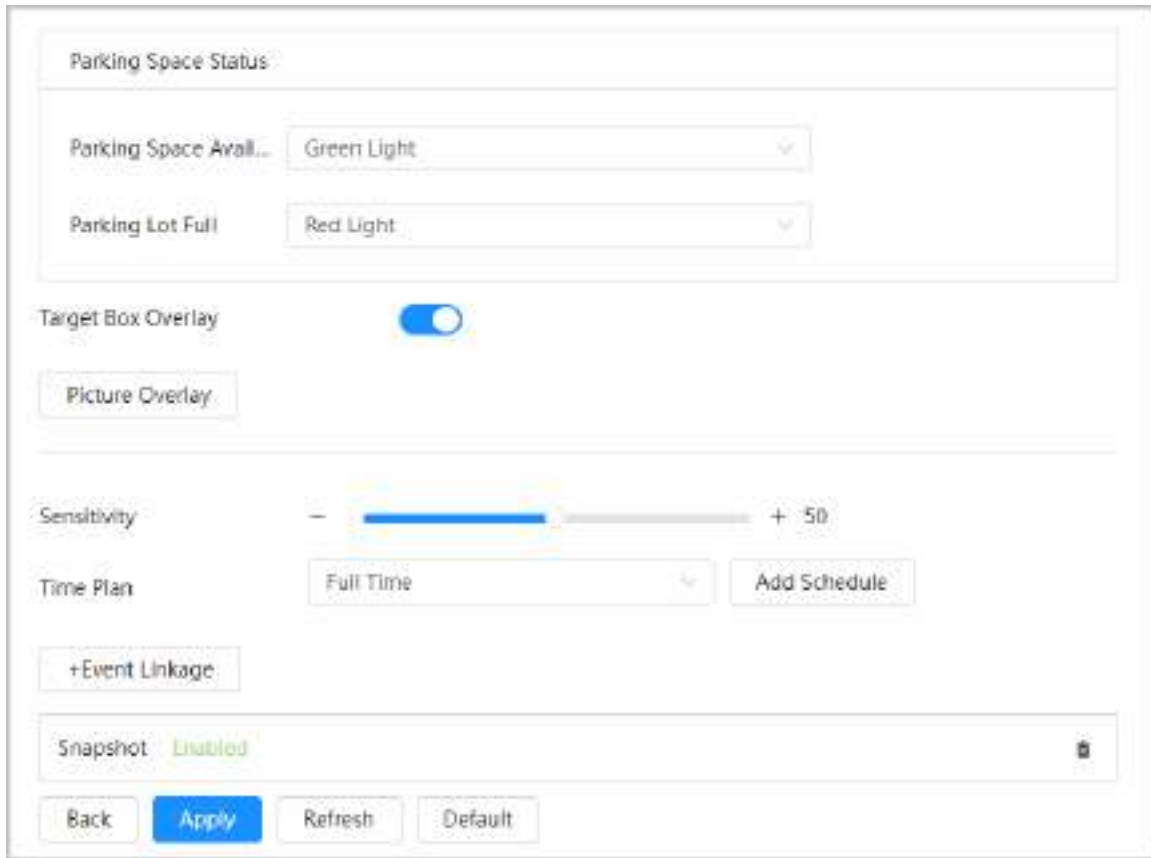 Parking Space Status
Parking Space Avail... Green Light
Parking Lot Full Red Light
Target Box Overlay
Picture Overlay
Sensitivity − + 50
Time Plan Full Time Add Schedule
+Event Linkage
Snapshot Enabled
Back Apply Refresh Default